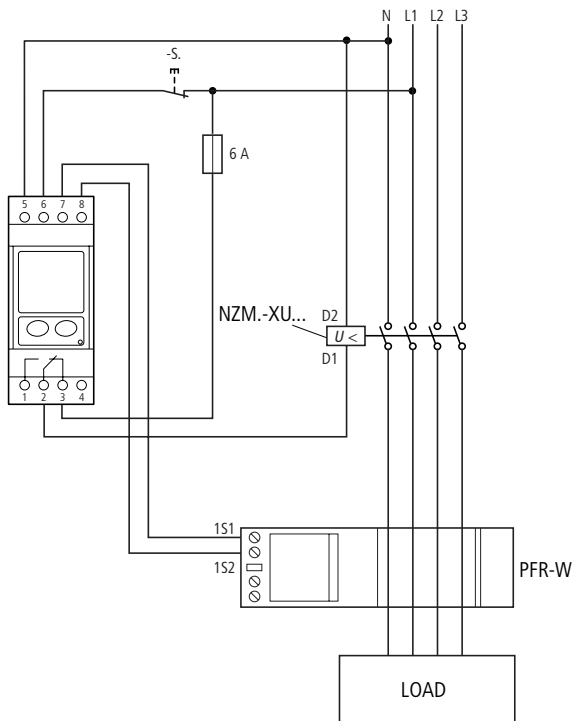 N L1 L2 L3
-S.
6 A
5 6 7 8
NZM.-XU...
D2
U <
D1
1 2 3 4
1S1
1S2
PFR-W
LOAD